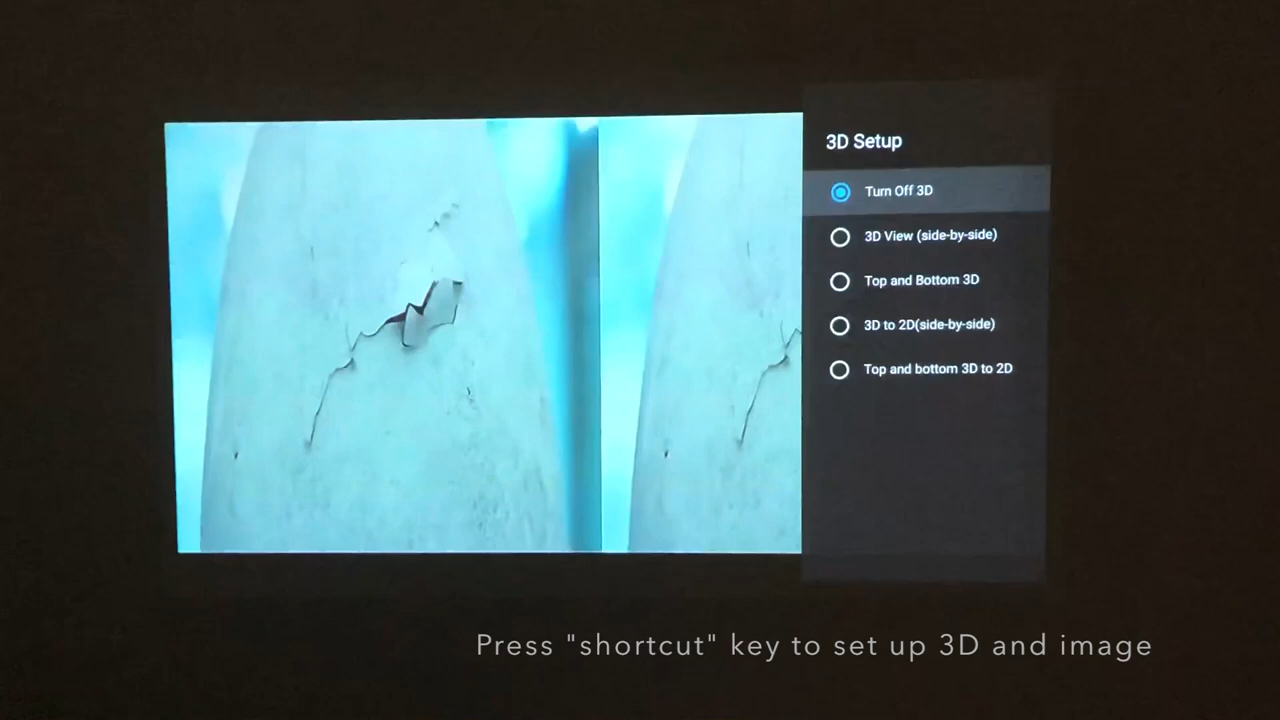 3D Setup
Turn Off 3D
3D View (side-by-side)
Top and Bottom 3D
3D to 2D(side-by-side)
Top and bottom 3D to 2D
Press "shortcut" key to set up 3D and image